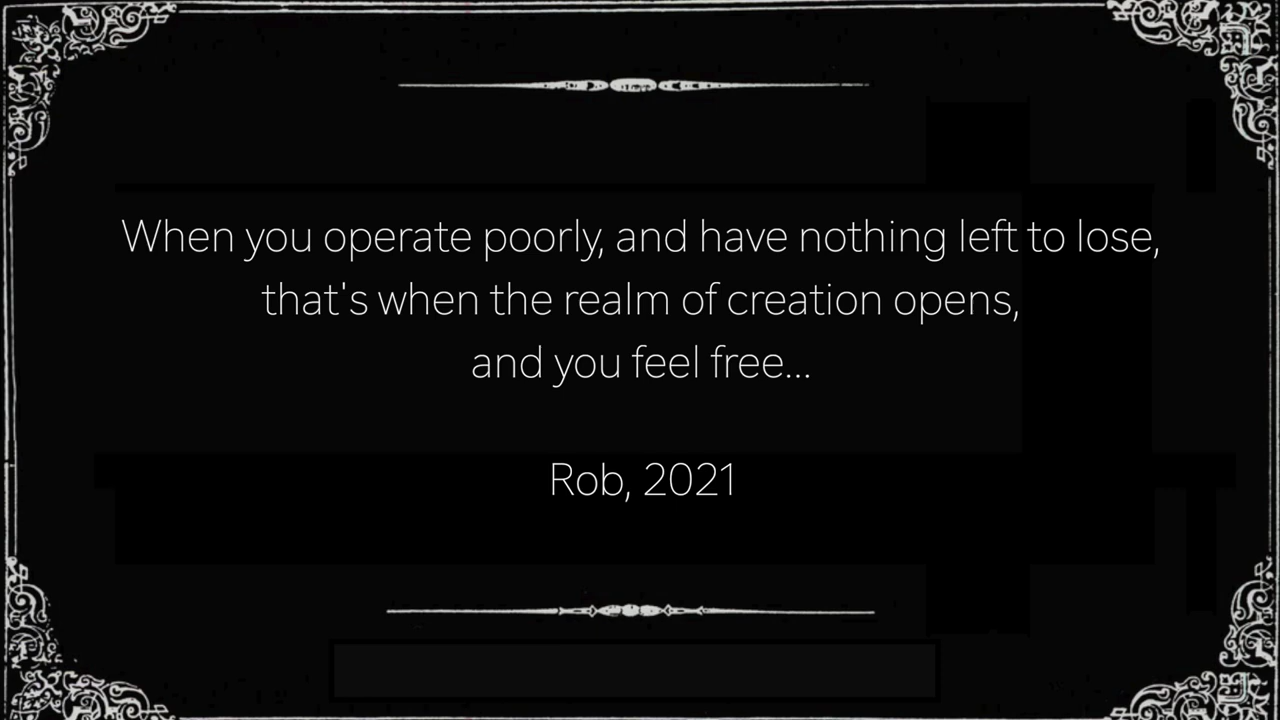 When you operate poorly, and have nothing left to lose,
that's when the realm of creation opens,
and you feel free...
Rob, 2021